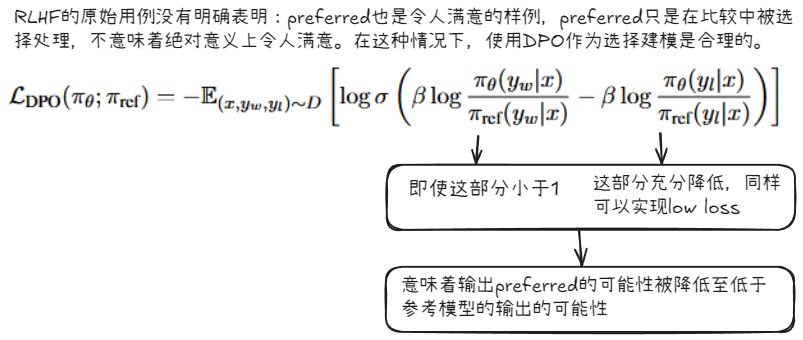 RLHF的原始用例没有明确表明：preferred也是令人满意的样例，preferred只是在比较中被选
择处理，不意味着绝对意义上令人满意。在这种情况下，使用DPO作为选择建模是合理的。
$\mathcal{L}_{\mathrm{DPO}}(\pi_\theta; \pi_{\mathrm{ref}}) = -\mathbb{E}_{(x,y_w,y_l)\sim D}\left[\log \sigma\left(\beta \log \frac{\pi_\theta(y_w|x)}{\pi_{\mathrm{ref}}(y_w|x)} - \beta \log \frac{\pi_\theta(y_l|x)}{\pi_{\mathrm{ref}}(y_l|x)}\right)\right]$
即使这部分小于1
这部分充分降低，同样
可以实现low loss
意味着输出preferred的可能性被降低至低于
参考模型的输出的可能性